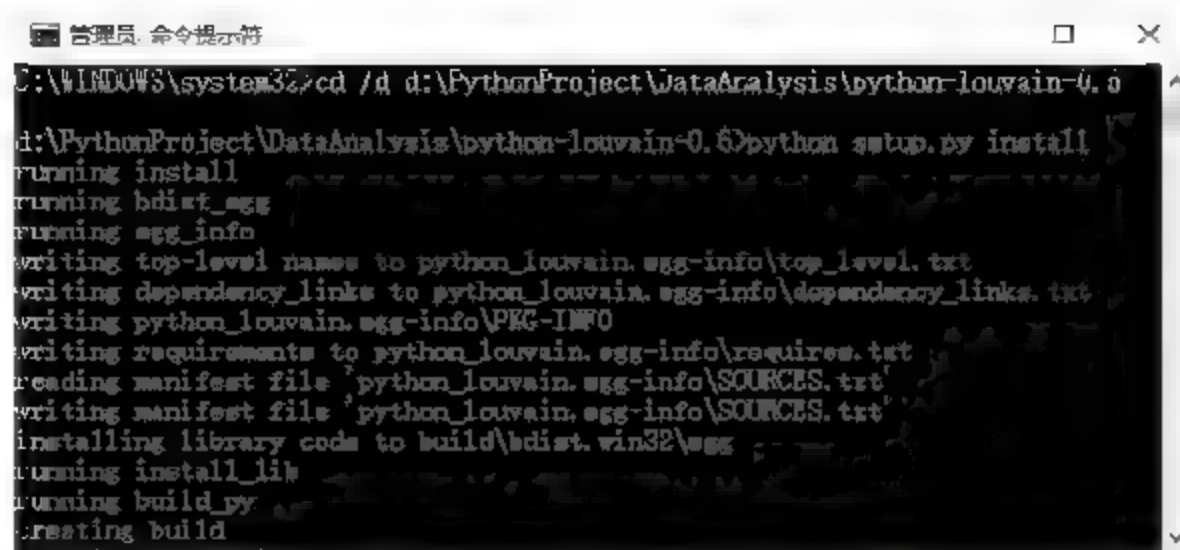 管理员: 命令提示符
C:\WINDOWS\system32>cd /d d:\PythonProject\DataAnalysis\python-louvain-0.6
d:\PythonProject\DataAnalysis\python-louvain-0.6>python setup.py install
running install
running bdist_egg
running egg_info
writing top-level names to python_louvain.egg-info\top_level.txt
writing dependency_links to python_louvain.egg-info\dependency_links.txt
writing python_louvain.egg-info\PKG-INFO
writing requirements to python_louvain.egg-info\requires.txt
reading manifest file 'python_louvain.egg-info\SOURCES.txt'
writing manifest file 'python_louvain.egg-info\SOURCES.txt'
installing library code to build\bdist.win32\egg
running install_lib
running build_py
creating build